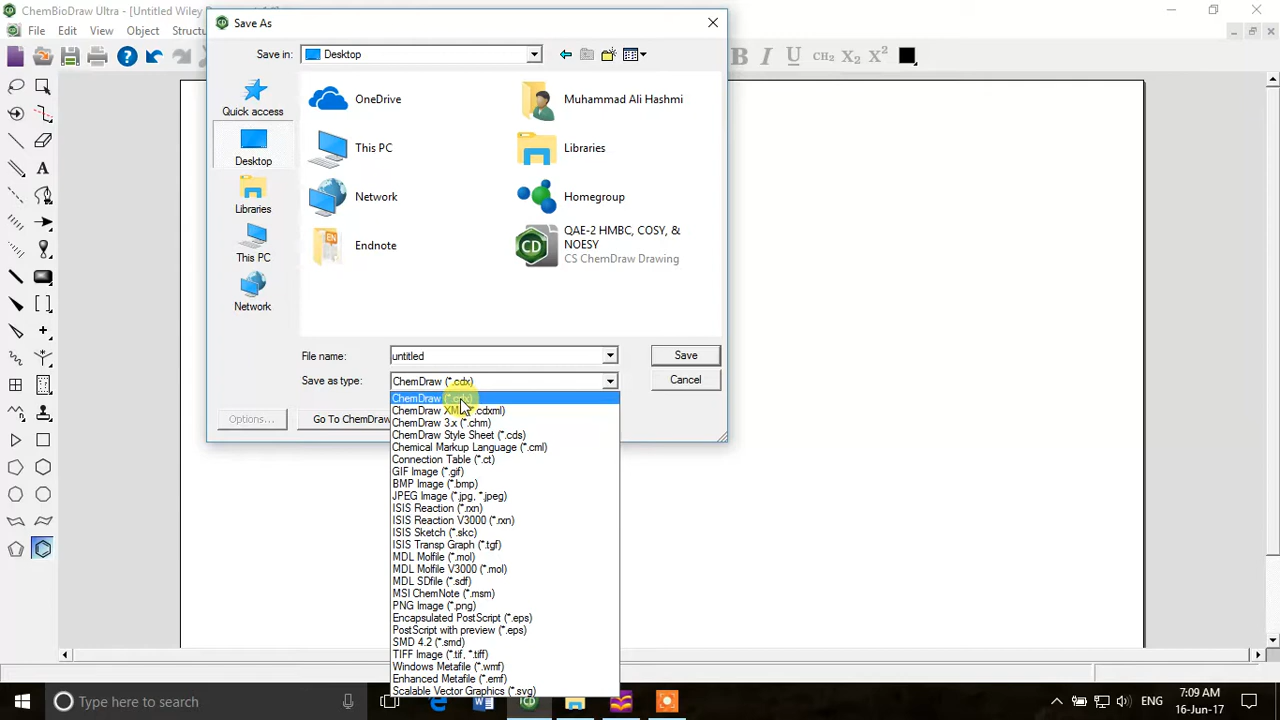 ChemBioDraw Ultra - [Untitled Wiley
Save As
File Edit View Object
Save in: Desktop
B I U CH2 X2 X2
Quick access
Desktop
Libraries
This PC
Network
OneDrive
Muhammad Ali Hashmi
This PC
Libraries
Network
Homegroup
Endnote
QAE-2 HMBC, COSY, &
NOESY
CS ChemDraw Drawing
File name: untitled Save
Save as type: ChemDraw (*.cdx) Cancel
Options... Go To ChemDraw
ChemDraw (*.cdx)
ChemDraw XML (*.cdxml)
ChemDraw 3.x (*.chm)
ChemDraw Style Sheet (*.cds)
Chemical Markup Language (*.cml)
Connection Table (*.ct)
GIF Image (*.gif)
BMP Image (*.bmp)
JPEG Image (*.jpg, *.jpeg)
ISIS Reaction (*.rxn)
ISIS Reaction V3000 (*.rxn)
ISIS Sketch (*.skc)
ISIS Transp Graph (*.tgf)
MDL Molfile (*.mol)
MDL Molfile V3000 (*.mol)
MDL SDfile (*.sdf)
MSI ChemNote (*.msm)
PNG Image (*.png)
Encapsulated PostScript (*.eps)
PostScript with preview (*.eps)
SMD 4.2 (*.smd)
TIFF Image (*.tif, *.tiff)
Windows Metafile (*.wmf)
Enhanced Metafile (*.emf)
Scalable Vector Graphics (*.svg)
Ask me anything
ENG
7:09 AM
16-Jun-17